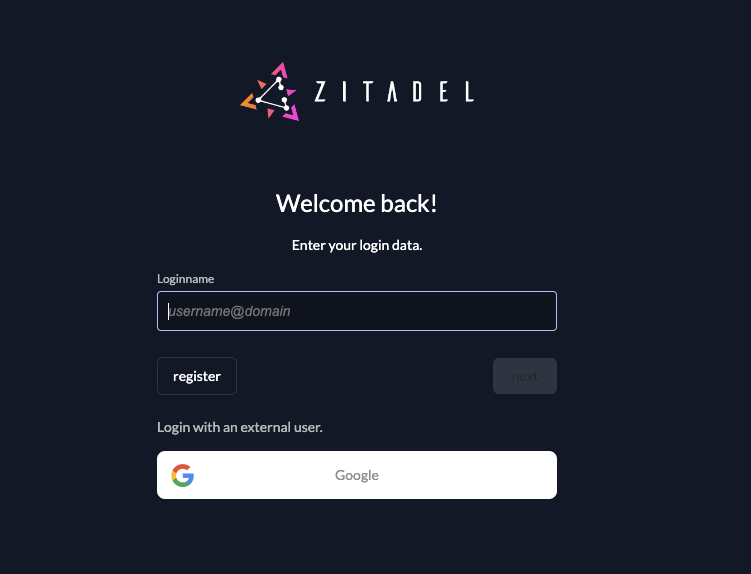 ZITADEL
Welcome back!
Enter your login data.
Loginname
username@domain
register
next
Login with an external user.
Google